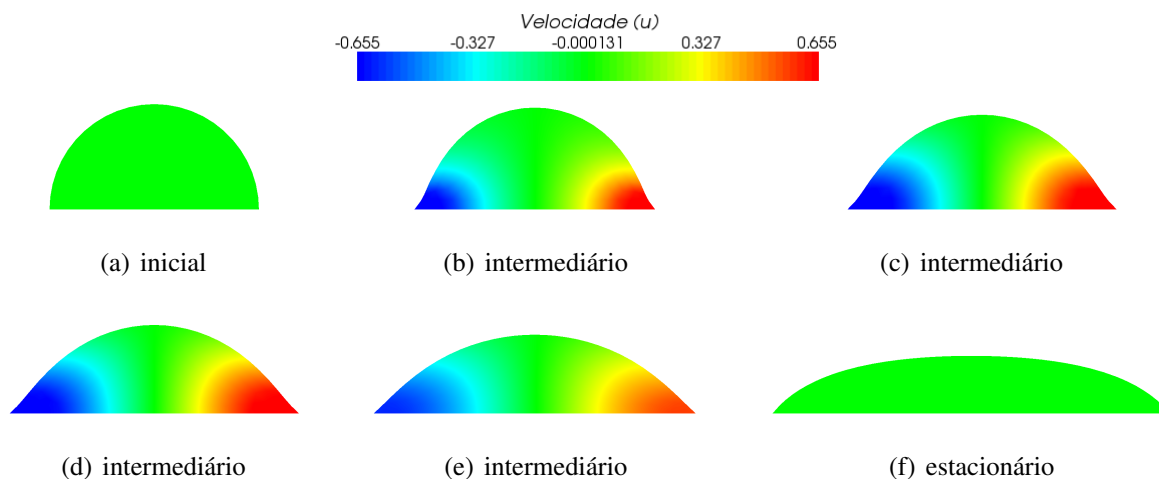 Velocidade (u)
-0.655 -0.327 -0.000131 0.327 0.655
(a) inicial
(b) intermediário
(c) intermediário
(d) intermediário
(e) intermediário
(f) estacionário